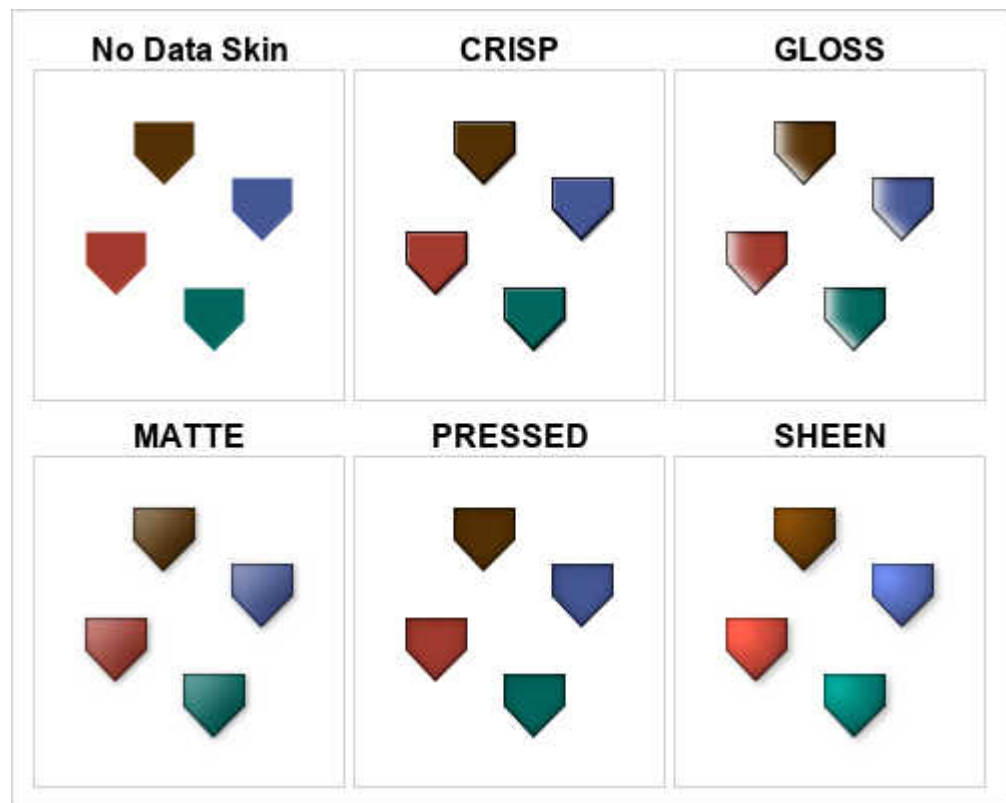 No Data Skin
CRISP
GLOSS
MATTE
PRESSED
SHEEN